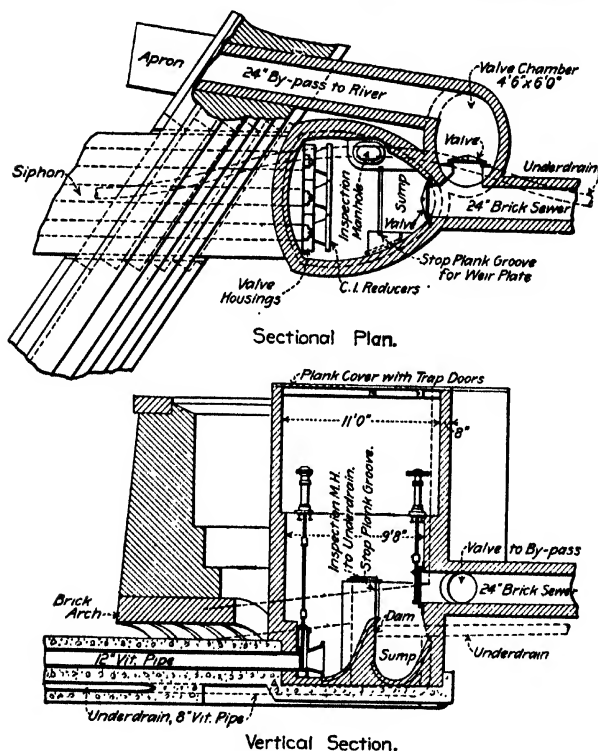 Apron
24" By-pass to River
Valve Chamber
4'6"x6'0"
Valve
Underdrain
Siphon
Inspection
Manhole
Sump
Valve
24" Brick Sewer
Stop Plank Groove
for Weir Plate
Valve
Housings
C.I. Reducers
Sectional Plan.
Plank Cover with Trap Doors
11'0"
8"
Inspection M.H.
to Underdrain.
Stop Plank Groove.
9'8"
Valve to By-pass
24" Brick Sewer
Brick
Arch
Dam
Sump
Underdrain
12" Vit. Pipe
Underdrain, 8" Vit. Pipe
Vertical Section.